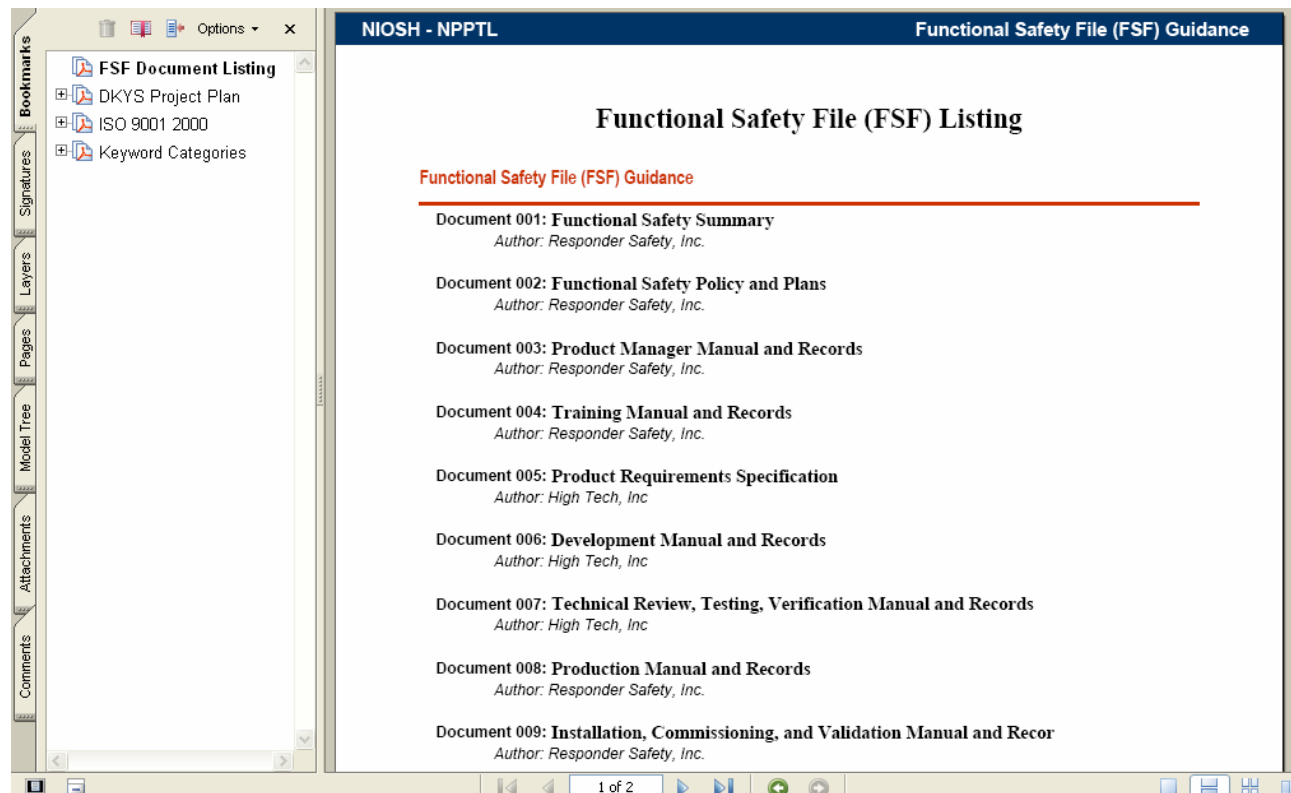 Options
x
NIOSH - NPPTL
Functional Safety File (FSF) Guidance
Bookmarks
Signatures
Layers
Pages
Model Tree
Attachments
Comments
FSF Document Listing
DKYS Project Plan
ISO 9001 2000
Keyword Categories
Functional Safety File (FSF) Listing
Functional Safety File (FSF) Guidance
Document 001: Functional Safety Summary
Author: Responder Safety, Inc.
Document 002: Functional Safety Policy and Plans
Author: Responder Safety, Inc.
Document 003: Product Manager Manual and Records
Author: Responder Safety, Inc.
Document 004: Training Manual and Records
Author: Responder Safety, Inc.
Document 005: Product Requirements Specification
Author: High Tech, Inc
Document 006: Development Manual and Records
Author: High Tech, Inc
Document 007: Technical Review, Testing, Verification Manual and Records
Author: High Tech, Inc
Document 008: Production Manual and Records
Author: Responder Safety, Inc.
Document 009: Installation, Commissioning, and Validation Manual and Recor
Author: Responder Safety, Inc.
1 of 2